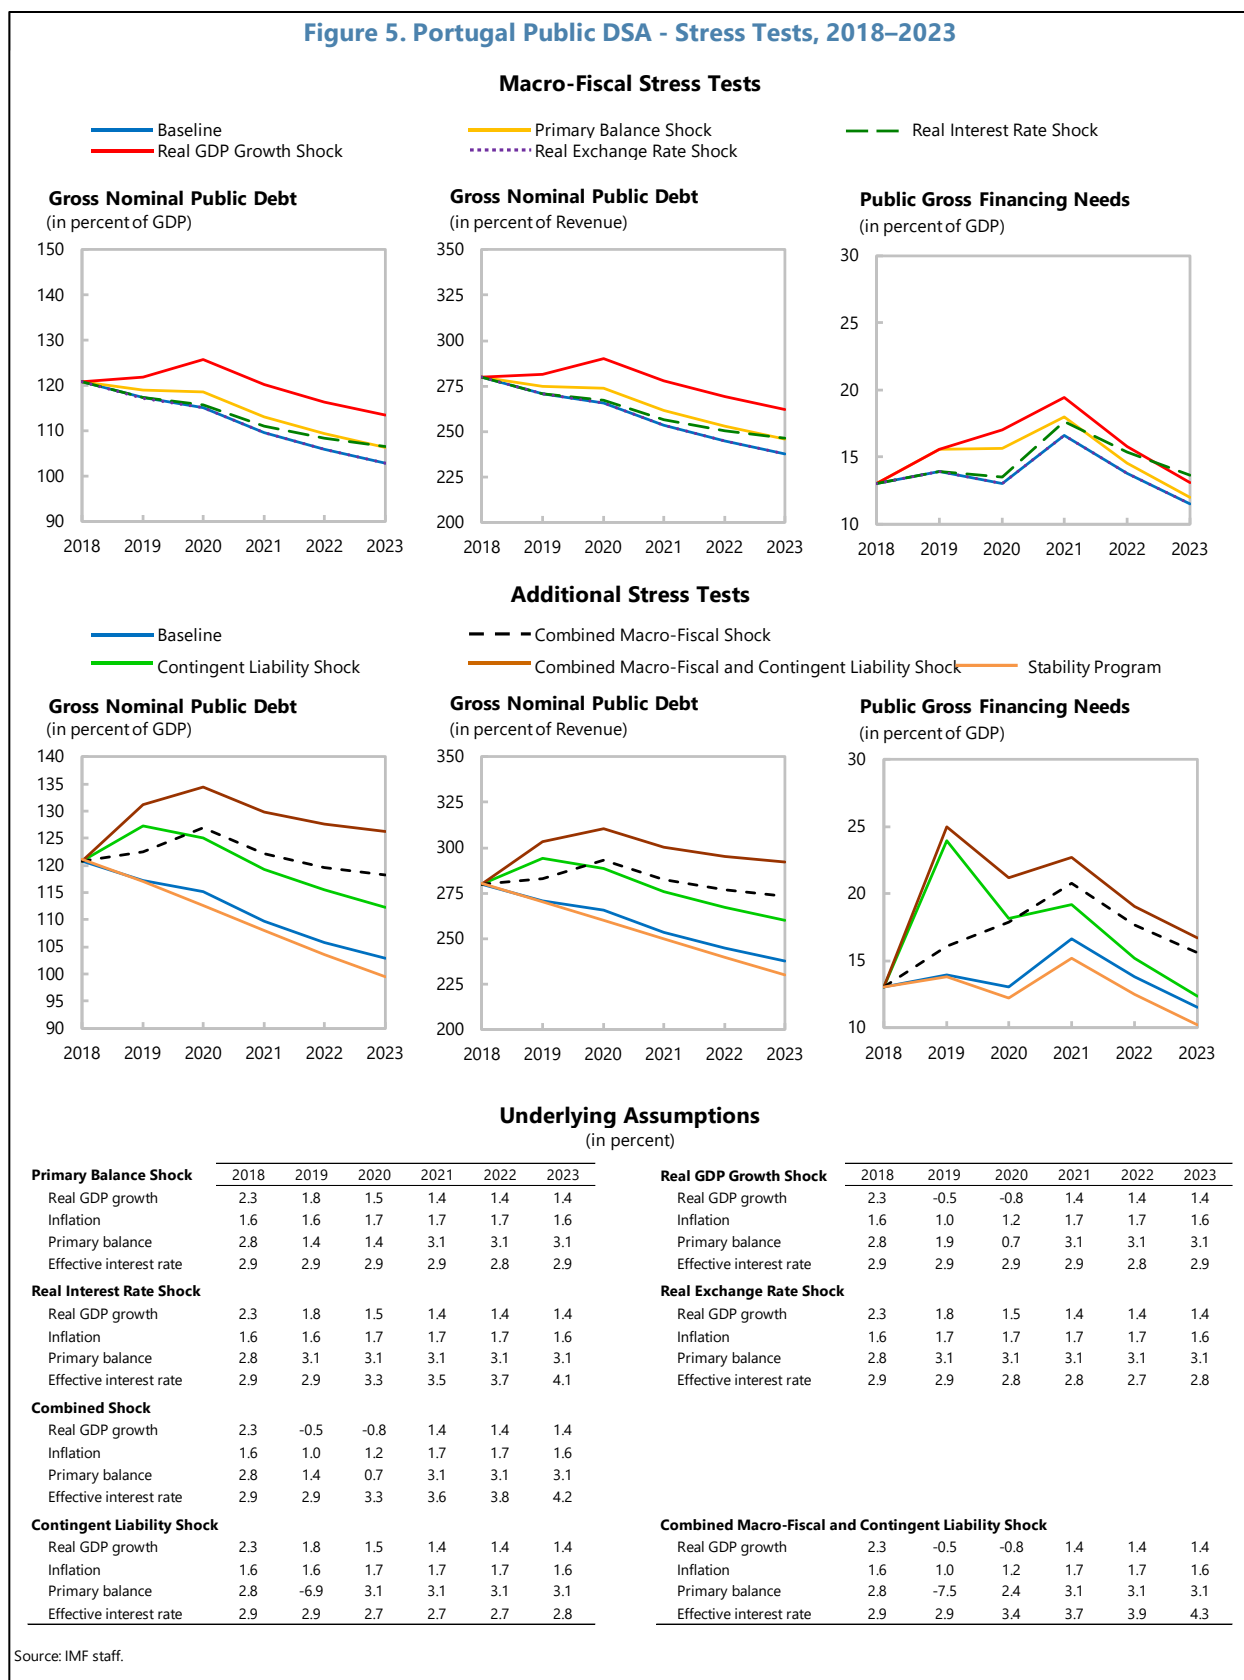 Figure 5. Portugal Public DSA - Stress Tests, 2018–2023
Macro-Fiscal Stress Tests
Baseline
Primary Balance Shock
Real Interest Rate Shock
Real GDP Growth Shock
Real Exchange Rate Shock
Gross Nominal Public Debt
(in percent of GDP)
150
140
130
120
110
100
90
2018 2019 2020 2021 2022 2023
Gross Nominal Public Debt
(in percent of Revenue)
350
325
300
275
250
225
200
2018 2019 2020 2021 2022 2023
Public Gross Financing Needs
(in percent of GDP)
30
25
20
15
10
2018 2019 2020 2021 2022 2023
Additional Stress Tests
Baseline
Combined Macro-Fiscal Shock
Contingent Liability Shock
Combined Macro-Fiscal and Contingent Liability Shock
Stability Program
Gross Nominal Public Debt
(in percent of GDP)
140
135
130
125
120
115
110
105
100
95
90
2018 2019 2020 2021 2022 2023
Gross Nominal Public Debt
(in percent of Revenue)
350
325
300
275
250
225
200
2018 2019 2020 2021 2022 2023
Public Gross Financing Needs
(in percent of GDP)
30
25
20
15
10
2018 2019 2020 2021 2022 2023
Underlying Assumptions
(in percent)
Primary Balance Shock 2018 2019 2020 2021 2022 2023
Real GDP growth 2.3 1.8 1.5 1.4 1.4 1.4
Inflation 1.6 1.6 1.7 1.7 1.7 1.6
Primary balance 2.8 1.4 1.4 3.1 3.1 3.1
Effective interest rate 2.9 2.9 2.9 2.9 2.8 2.9
Real GDP Growth Shock 2018 2019 2020 2021 2022 2023
Real GDP growth 2.3 -0.5 -0.8 1.4 1.4 1.4
Inflation 1.6 1.0 1.2 1.7 1.7 1.6
Primary balance 2.8 1.9 0.7 3.1 3.1 3.1
Effective interest rate 2.9 2.9 2.9 2.9 2.8 2.9
Real Interest Rate Shock
Real GDP growth 2.3 1.8 1.5 1.4 1.4 1.4
Inflation 1.6 1.6 1.7 1.7 1.7 1.6
Primary balance 2.8 3.1 3.1 3.1 3.1 3.1
Effective interest rate 2.9 2.9 3.3 3.5 3.7 4.1
Real Exchange Rate Shock
Real GDP growth 2.3 1.8 1.5 1.4 1.4 1.4
Inflation 1.6 1.7 1.7 1.7 1.7 1.6
Primary balance 2.8 3.1 3.1 3.1 3.1 3.1
Effective interest rate 2.9 2.9 2.8 2.8 2.7 2.8
Combined Shock
Real GDP growth 2.3 -0.5 -0.8 1.4 1.4 1.4
Inflation 1.6 1.0 1.2 1.7 1.7 1.6
Primary balance 2.8 1.4 0.7 3.1 3.1 3.1
Effective interest rate 2.9 2.9 3.3 3.6 3.8 4.2
Contingent Liability Shock
Real GDP growth 2.3 1.8 1.5 1.4 1.4 1.4
Inflation 1.6 1.6 1.7 1.7 1.7 1.6
Primary balance 2.8 -6.9 3.1 3.1 3.1 3.1
Effective interest rate 2.9 2.9 2.7 2.7 2.7 2.8
Combined Macro-Fiscal and Contingent Liability Shock
Real GDP growth 2.3 -0.5 -0.8 1.4 1.4 1.4
Inflation 1.6 1.0 1.2 1.7 1.7 1.6
Primary balance 2.8 -7.5 2.4 3.1 3.1 3.1
Effective interest rate 2.9 2.9 3.4 3.7 3.9 4.3
Source: IMF staff.